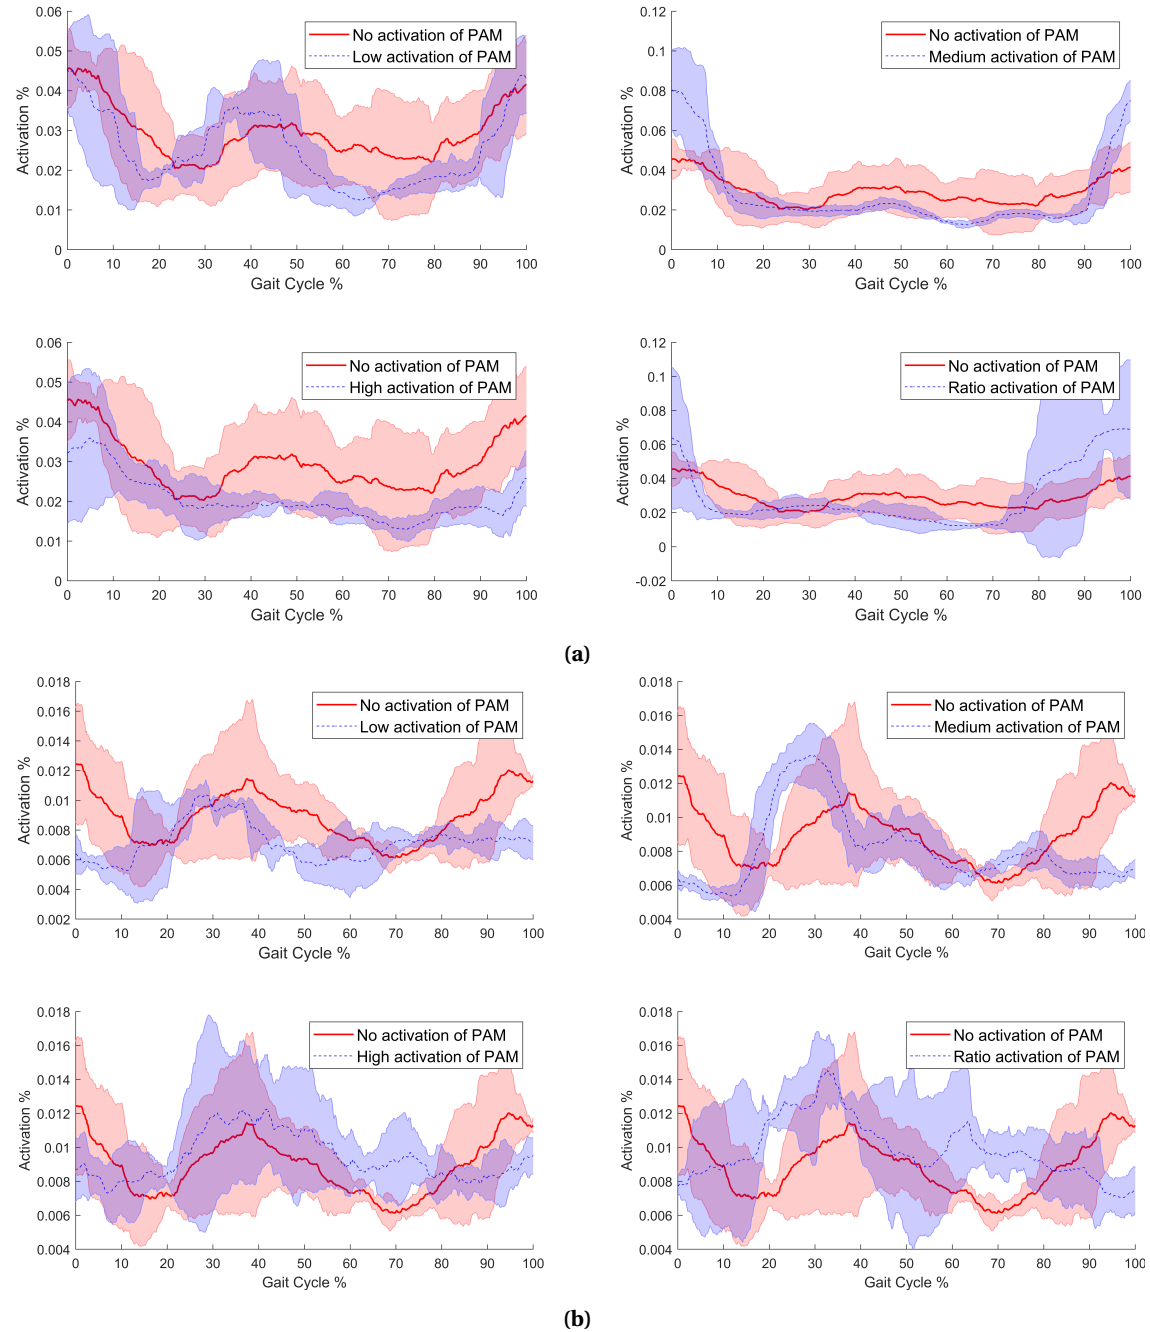 0.06
0.05
0.04
0.03
0.02
0.01
0
Activation %
No activation of PAM
Low activation of PAM
0 10 20 30 40 50 60 70 80 90 100
Gait Cycle %
0.12
0.1
0.08
0.06
0.04
0.02
0
Activation %
No activation of PAM
Medium activation of PAM
0 10 20 30 40 50 60 70 80 90 100
Gait Cycle %
0.06
0.05
0.04
0.03
0.02
0.01
0
Activation %
No activation of PAM
High activation of PAM
0 10 20 30 40 50 60 70 80 90 100
Gait Cycle %
0.12
0.1
0.08
0.06
0.04
0.02
0
-0.02
Activation %
No activation of PAM
Ratio activation of PAM
0 10 20 30 40 50 60 70 80 90 100
Gait Cycle %
(a)
0.018
0.016
0.014
0.012
0.01
0.008
0.006
0.004
0.002
Activation %
No activation of PAM
Low activation of PAM
0 10 20 30 40 50 60 70 80 90 100
Gait Cycle %
0.018
0.016
0.014
0.012
0.01
0.008
0.006
0.004
Activation %
No activation of PAM
Medium activation of PAM
0 10 20 30 40 50 60 70 80 90 100
Gait Cycle %
0.018
0.016
0.014
0.012
0.01
0.008
0.006
0.004
Activation %
No activation of PAM
High activation of PAM
0 10 20 30 40 50 60 70 80 90 100
Gait Cycle %
0.018
0.016
0.014
0.012
0.01
0.008
0.006
0.004
Activation %
No activation of PAM
Ratio activation of PAM
0 10 20 30 40 50 60 70 80 90 100
Gait Cycle %
(b)